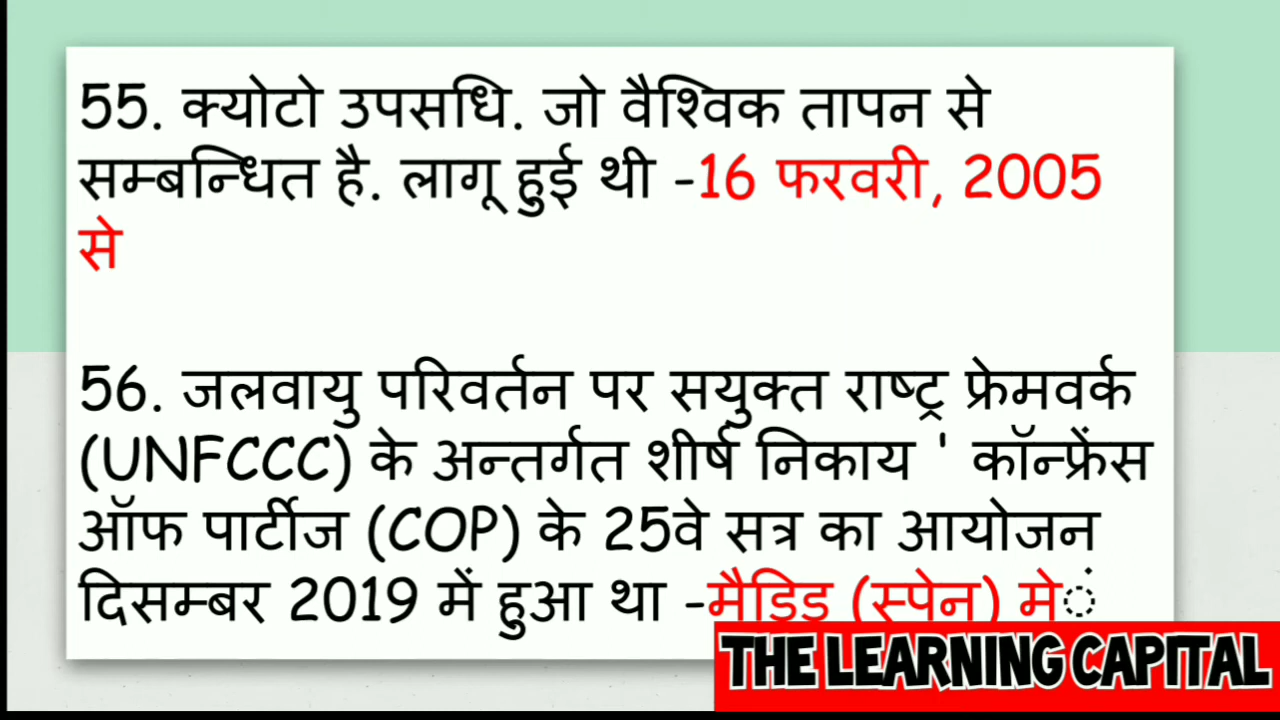 55. क्योटो उपसधि. जो वैश्विक तापन से
सम्बन्धित है. लागू हुई थी -16 फरवरी, 2005
से
56. जलवायु परिवर्तन पर सयुक्त राष्ट्र फ्रेमवर्क
(UNFCCC) के अन्तर्गत शीर्ष निकाय ' कॉन्फ्रेंस
ऑफ पार्टीज (COP) के 25वे सत्र का आयोजन
दिसम्बर 2019 में हुआ था -मैड्रिड (स्पेन) मे ं
THE LEARNING CAPITAL